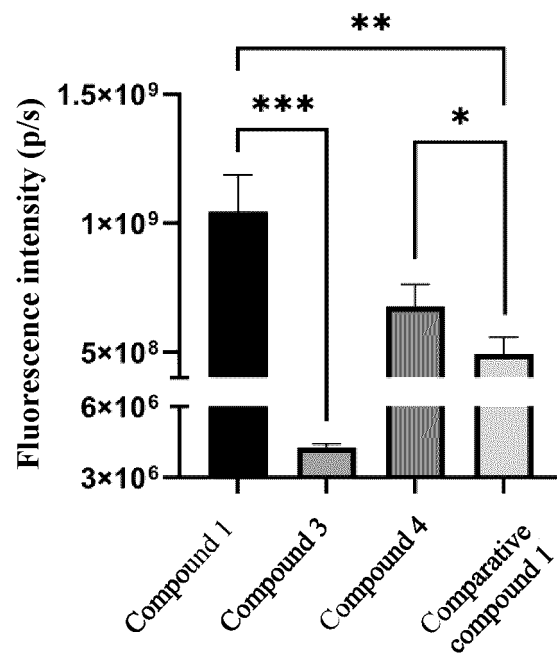 **
1.5×10⁹
***
*
1×10⁹
Fluorescence intensity (p/s)
5×10⁸
6×10⁶
3×10⁶
Compound 1
Compound 3
Compound 4
Comparative
compound 1